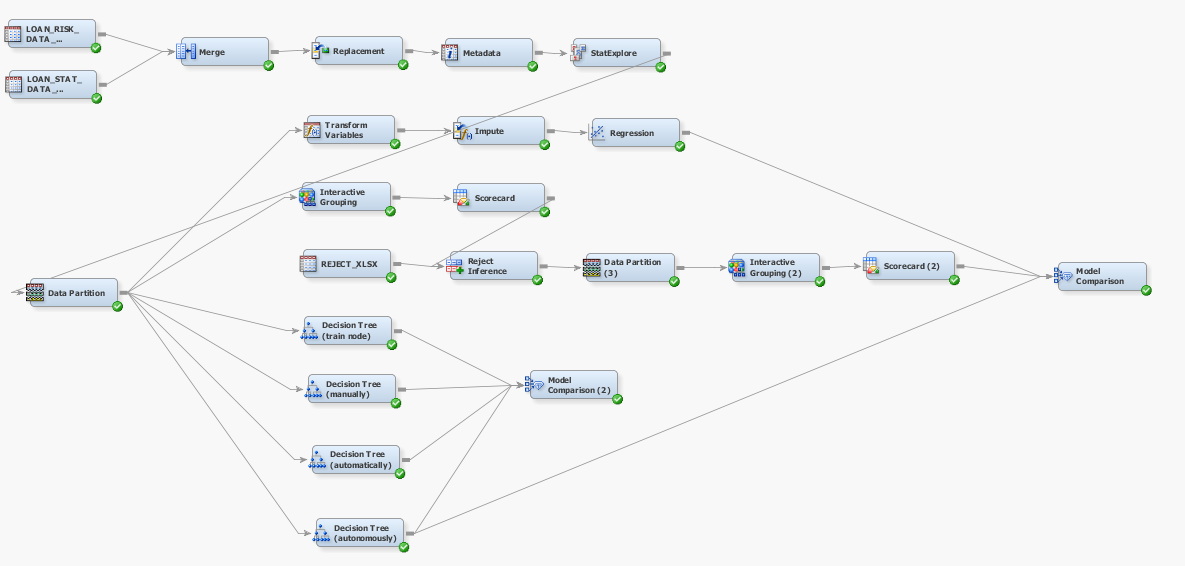 LOAN_RISK_
DATA_...
LOAN_STAT_
DATA_...
Merge
Replacement
Metadata
StatExplore
Transform
Variables
Impute
Regression
Interactive
Grouping
Scorecard
REJECT_XLSX
Reject
Inference
Data Partition
(3)
Interactive
Grouping (2)
Scorecard (2)
Model
Comparison
Data Partition
Decision Tree
(train node)
Decision Tree
(manually)
Model
Comparison (2)
Decision Tree
(automatically)
Decision Tree
(autonomously)